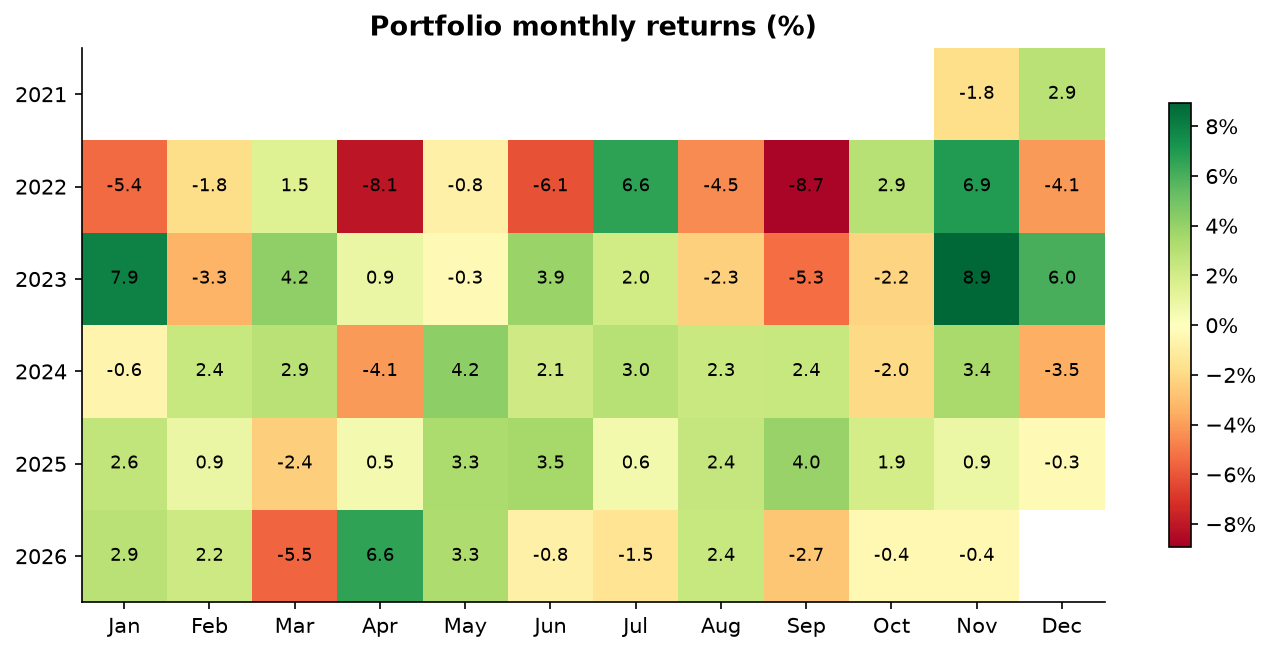 Portfolio monthly returns (%)
2021 -1.8 2.9
2022 -5.4 -1.8 1.5 -8.1 -0.8 -6.1 6.6 -4.5 -8.7 2.9 6.9 -4.1
2023 7.9 -3.3 4.2 0.9 -0.3 3.9 2.0 -2.3 -5.3 -2.2 8.9 6.0
2024 -0.6 2.4 2.9 -4.1 4.2 2.1 3.0 2.3 2.4 -2.0 3.4 -3.5
2025 2.6 0.9 -2.4 0.5 3.3 3.5 0.6 2.4 4.0 1.9 0.9 -0.3
2026 2.9 2.2 -5.5 6.6 3.3 -0.8 -1.5 2.4 -2.7 -0.4 -0.4
Jan Feb Mar Apr May Jun Jul Aug Sep Oct Nov Dec
8%
6%
4%
2%
0%
−2%
−4%
−6%
−8%